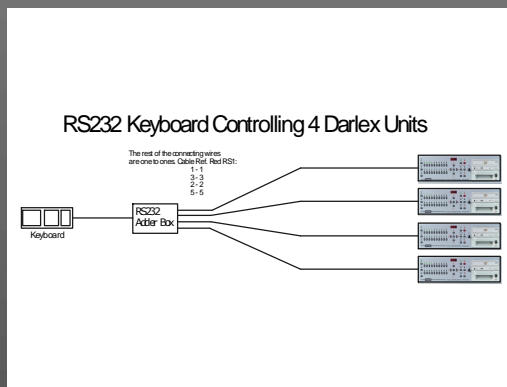 RS232 Keyboard Controlling 4 Darlex Units
The rest of the connecting wires
are one to ones. Cable Ref. Red RS1:
1 - 1
3 - 3
2 - 2
5 - 5
RS232
Adder Box
Keyboard